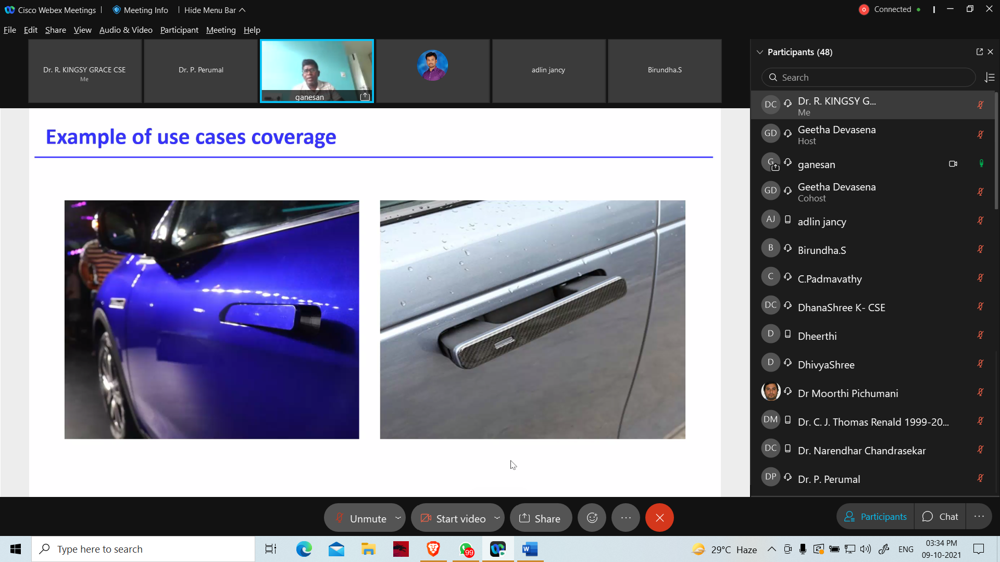 Cisco Webex Meetings
Meeting Info
Hide Menu Bar
Connected
File Edit Share View Audio & Video Participant Meeting Help
Dr. R. KINGSY GRACE CSE
Me
Dr. P. Perumal
ganesan
adlin jancy
Birundha.S
Example of use cases coverage
Participants (48)
Search
DC Dr. R. KINGSY G...
Me
GD Geetha Devasena
Host
G ganesan
GD Geetha Devasena
Cohost
AJ adlin jancy
B Birundha.S
C C.Padmavathy
DC DhanaShree K- CSE
D Dheerthi
D DhivyaShree
Dr Moorthi Pichumani
DM Dr. C. J. Thomas Renald 1999-20...
DC Dr. Narendhar Chandrasekar
DP Dr. P. Perumal
Unmute
Start video
Share
Participants
Chat
Type here to search
99
W
29°C Haze
ENG
03:34 PM
09-10-2021